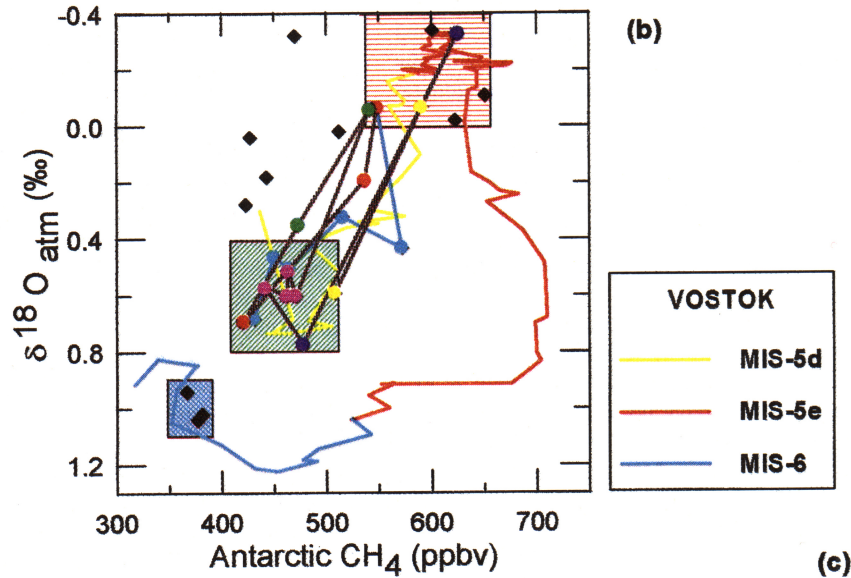 -0.4
(b)
0.0
0.4
0.8
1.2
δ 18 O atm (‰)
300 400 500 600 700
Antarctic CH4 (ppbv)
VOSTOK
MIS-5d
MIS-5e
MIS-6
(c)